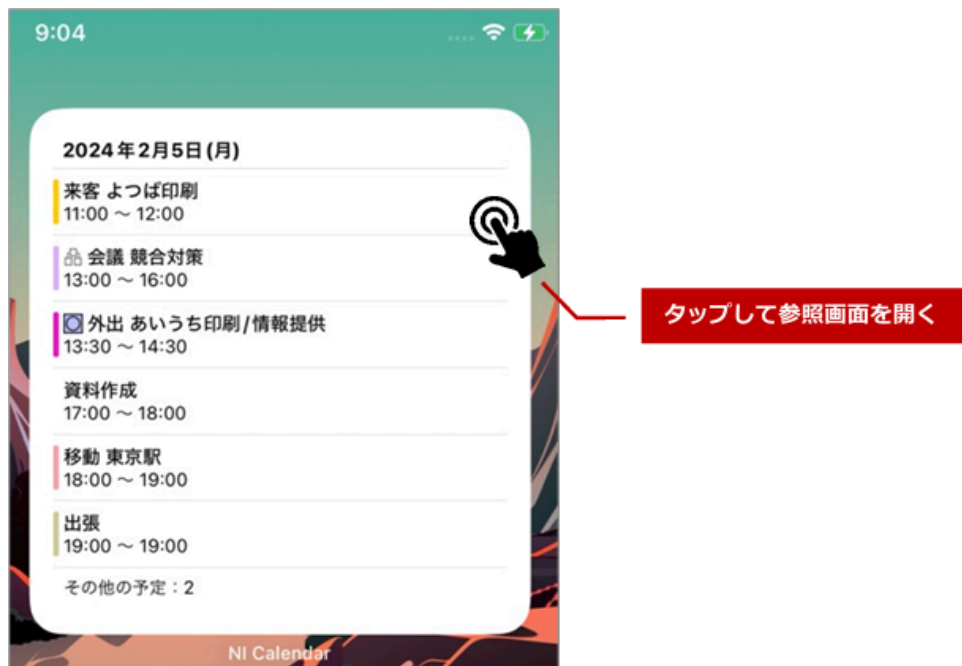 9:04
2024年2月5日(月)
来客 よつば印刷
11:00 ～ 12:00
会議 競合対策
13:00 ～ 16:00
外出 あいうち印刷/情報提供
13:30 ～ 14:30
タップして参照画面を開く
資料作成
17:00 ～ 18:00
移動 東京駅
18:00 ～ 19:00
出張
19:00 ～ 19:00
その他の予定：2
NI Calendar